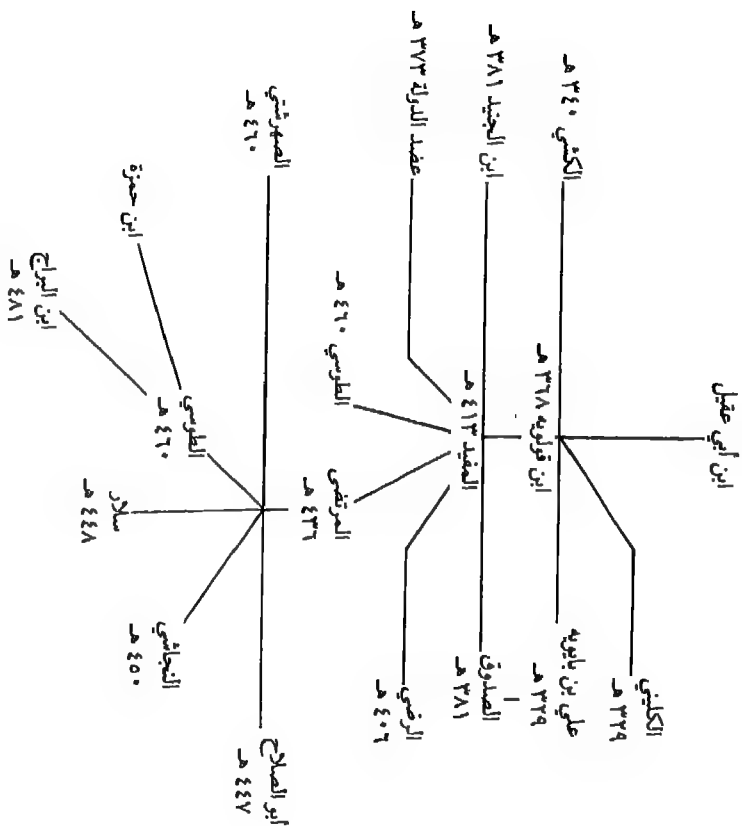 ابن أبي عقيل
الكليني
٣٢٩ هـ
علي بن بابويه
٣٢٩ هـ
ابن قولويه ٣٦٨ هـ
الكشي ٣٤٠ هـ
الصدوق
٣٨١ هـ
ابن الجنيد ٣٨١ هـ
المفيد ٤١٣ هـ
الرضي
٤٠٦ هـ
المرتضى
٤٣٦ هـ
الطوسي ٤٦٠ هـ
عضد الدولة ٣٧٣ هـ
أبو الصلاح
٤٤٧ هـ
الصهرشتي
٤٦٠ هـ
النجاشي
٤٥٠ هـ
سلار
٤٤٨ هـ
الطوسي
٤٦٠ هـ
ابن حمزة
ابن البراج
٤٨١ هـ